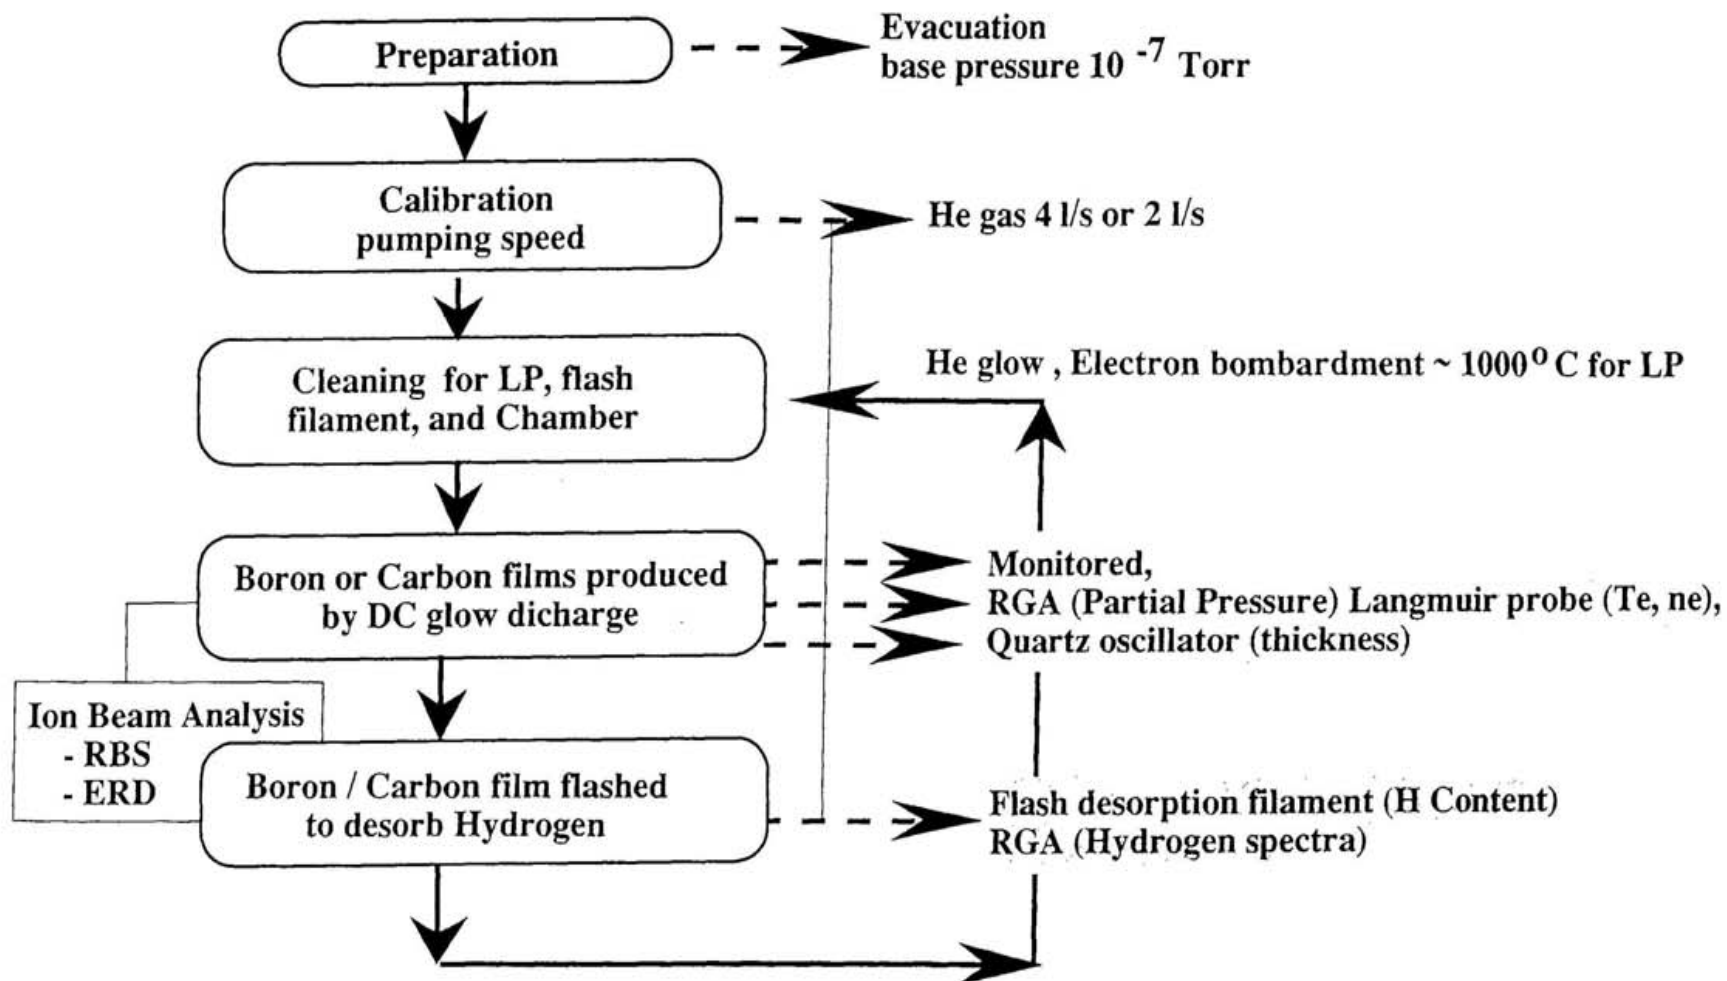 Preparation
Evacuation
base pressure 10 -7 Torr
Calibration
pumping speed
He gas 4 l/s or 2 l/s
Cleaning for LP, flash
filament, and Chamber
He glow , Electron bombardment ~ 1000° C for LP
Boron or Carbon films produced
by DC glow dicharge
Monitored,
RGA (Partial Pressure) Langmuir probe (Te, ne),
Quartz oscillator (thickness)
Ion Beam Analysis
- RBS
- ERD
Boron / Carbon film flashed
to desorb Hydrogen
Flash desorption filament (H Content)
RGA (Hydrogen spectra)